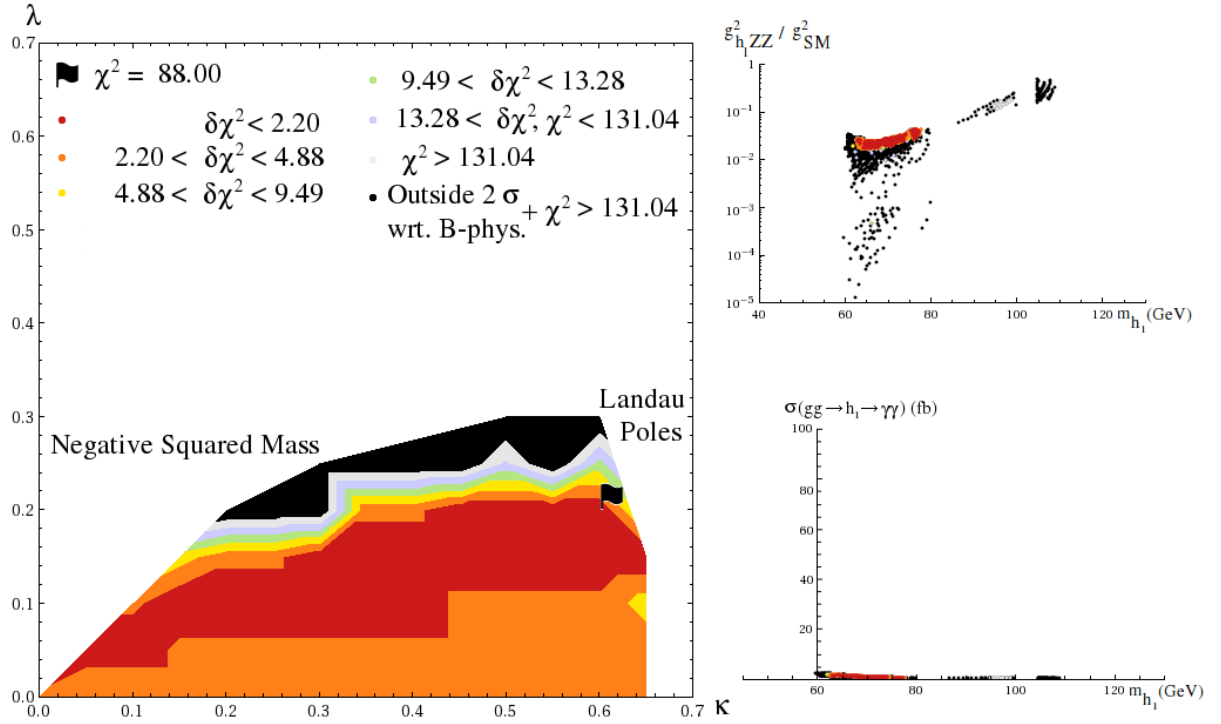 λ
0.7
0.6
0.5
0.4
0.3
0.2
0.1
0.0
χ² = 88.00
δχ² < 2.20
2.20 < δχ² < 4.88
4.88 < δχ² < 9.49
9.49 < δχ² < 13.28
13.28 < δχ², χ² < 131.04
χ² > 131.04
Outside 2 σ
wrt. B-phys. + χ² > 131.04
Negative Squared Mass
Landau
Poles
0.0 0.1 0.2 0.3 0.4 0.5 0.6 0.7 κ
g²h₁ZZ / g²SM
1
10⁻¹
10⁻²
10⁻³
10⁻⁴
10⁻⁵
40 60 80 100 120 mh₁(GeV)
σ(gg→h₁→γγ) (fb)
100
80
60
40
20
60 80 100 120 mh₁(GeV)